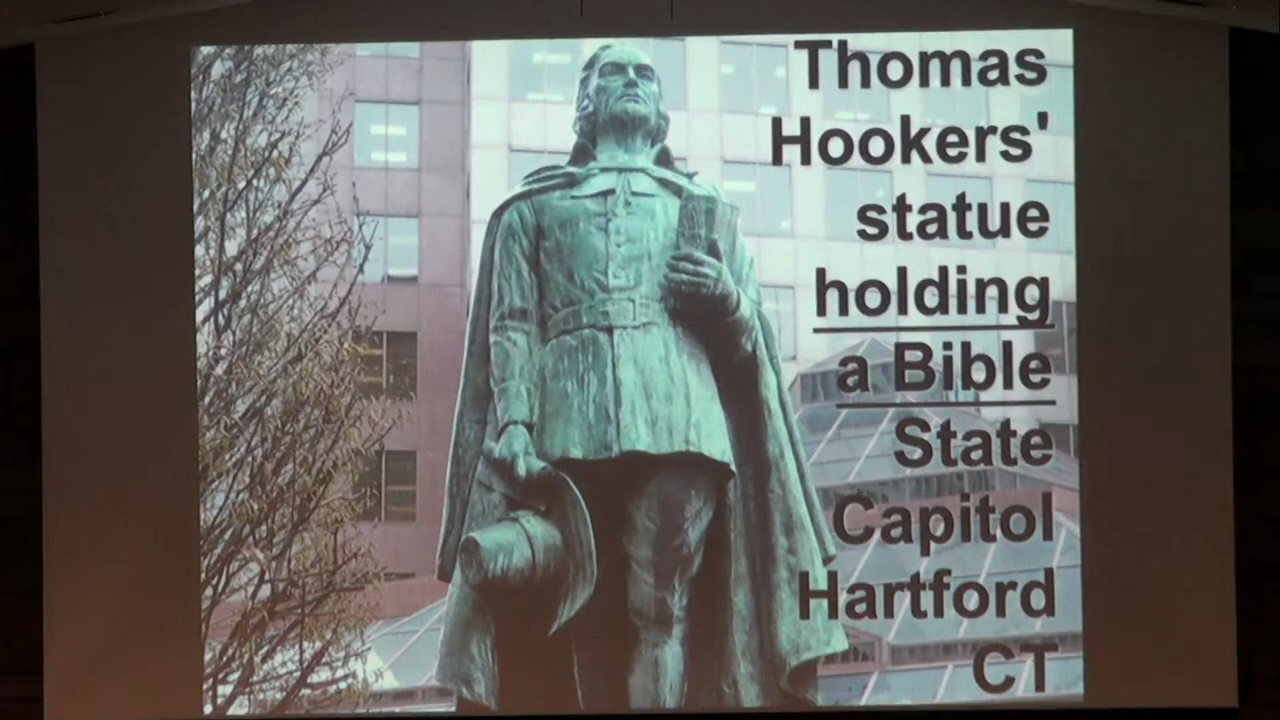 Thomas
Hookers'
statue
holding
a Bible
State
Capitol
Hartford
CT